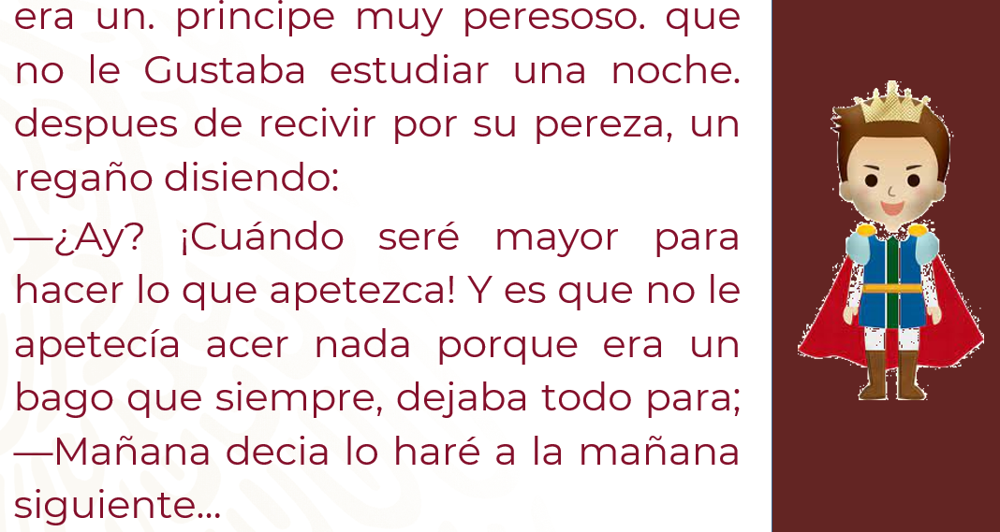 era un. principe muy peresoso. que
no le Gustaba estudiar una noche.
despues de recivir por su pereza, un
regaño disiendo:
—¿Ay? ¡Cuándo seré mayor para
hacer lo que apetezca! Y es que no le
apetecía acer nada porque era un
bago que siempre, dejaba todo para;
—Mañana decia lo haré a la mañana
siguiente...